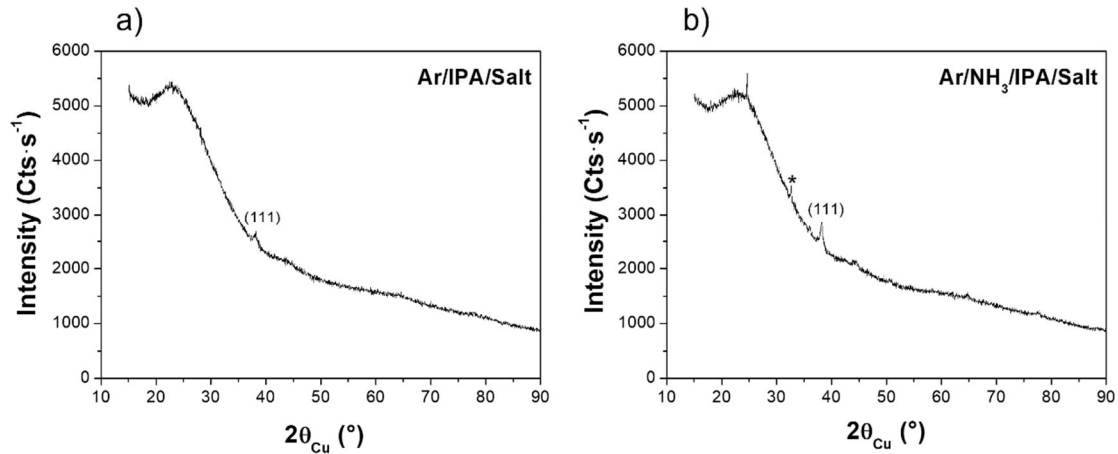 a)
Ar/IPA/Salt
(111)
6000
5000
4000
3000
2000
1000
0
Intensity (Cts·s⁻¹)
10 20 30 40 50 60 70 80 90
2θCu (°)
b)
Ar/NH₃/IPA/Salt
*
(111)
6000
5000
4000
3000
2000
1000
0
Intensity (Cts·s⁻¹)
10 20 30 40 50 60 70 80 90
2θCu (°)